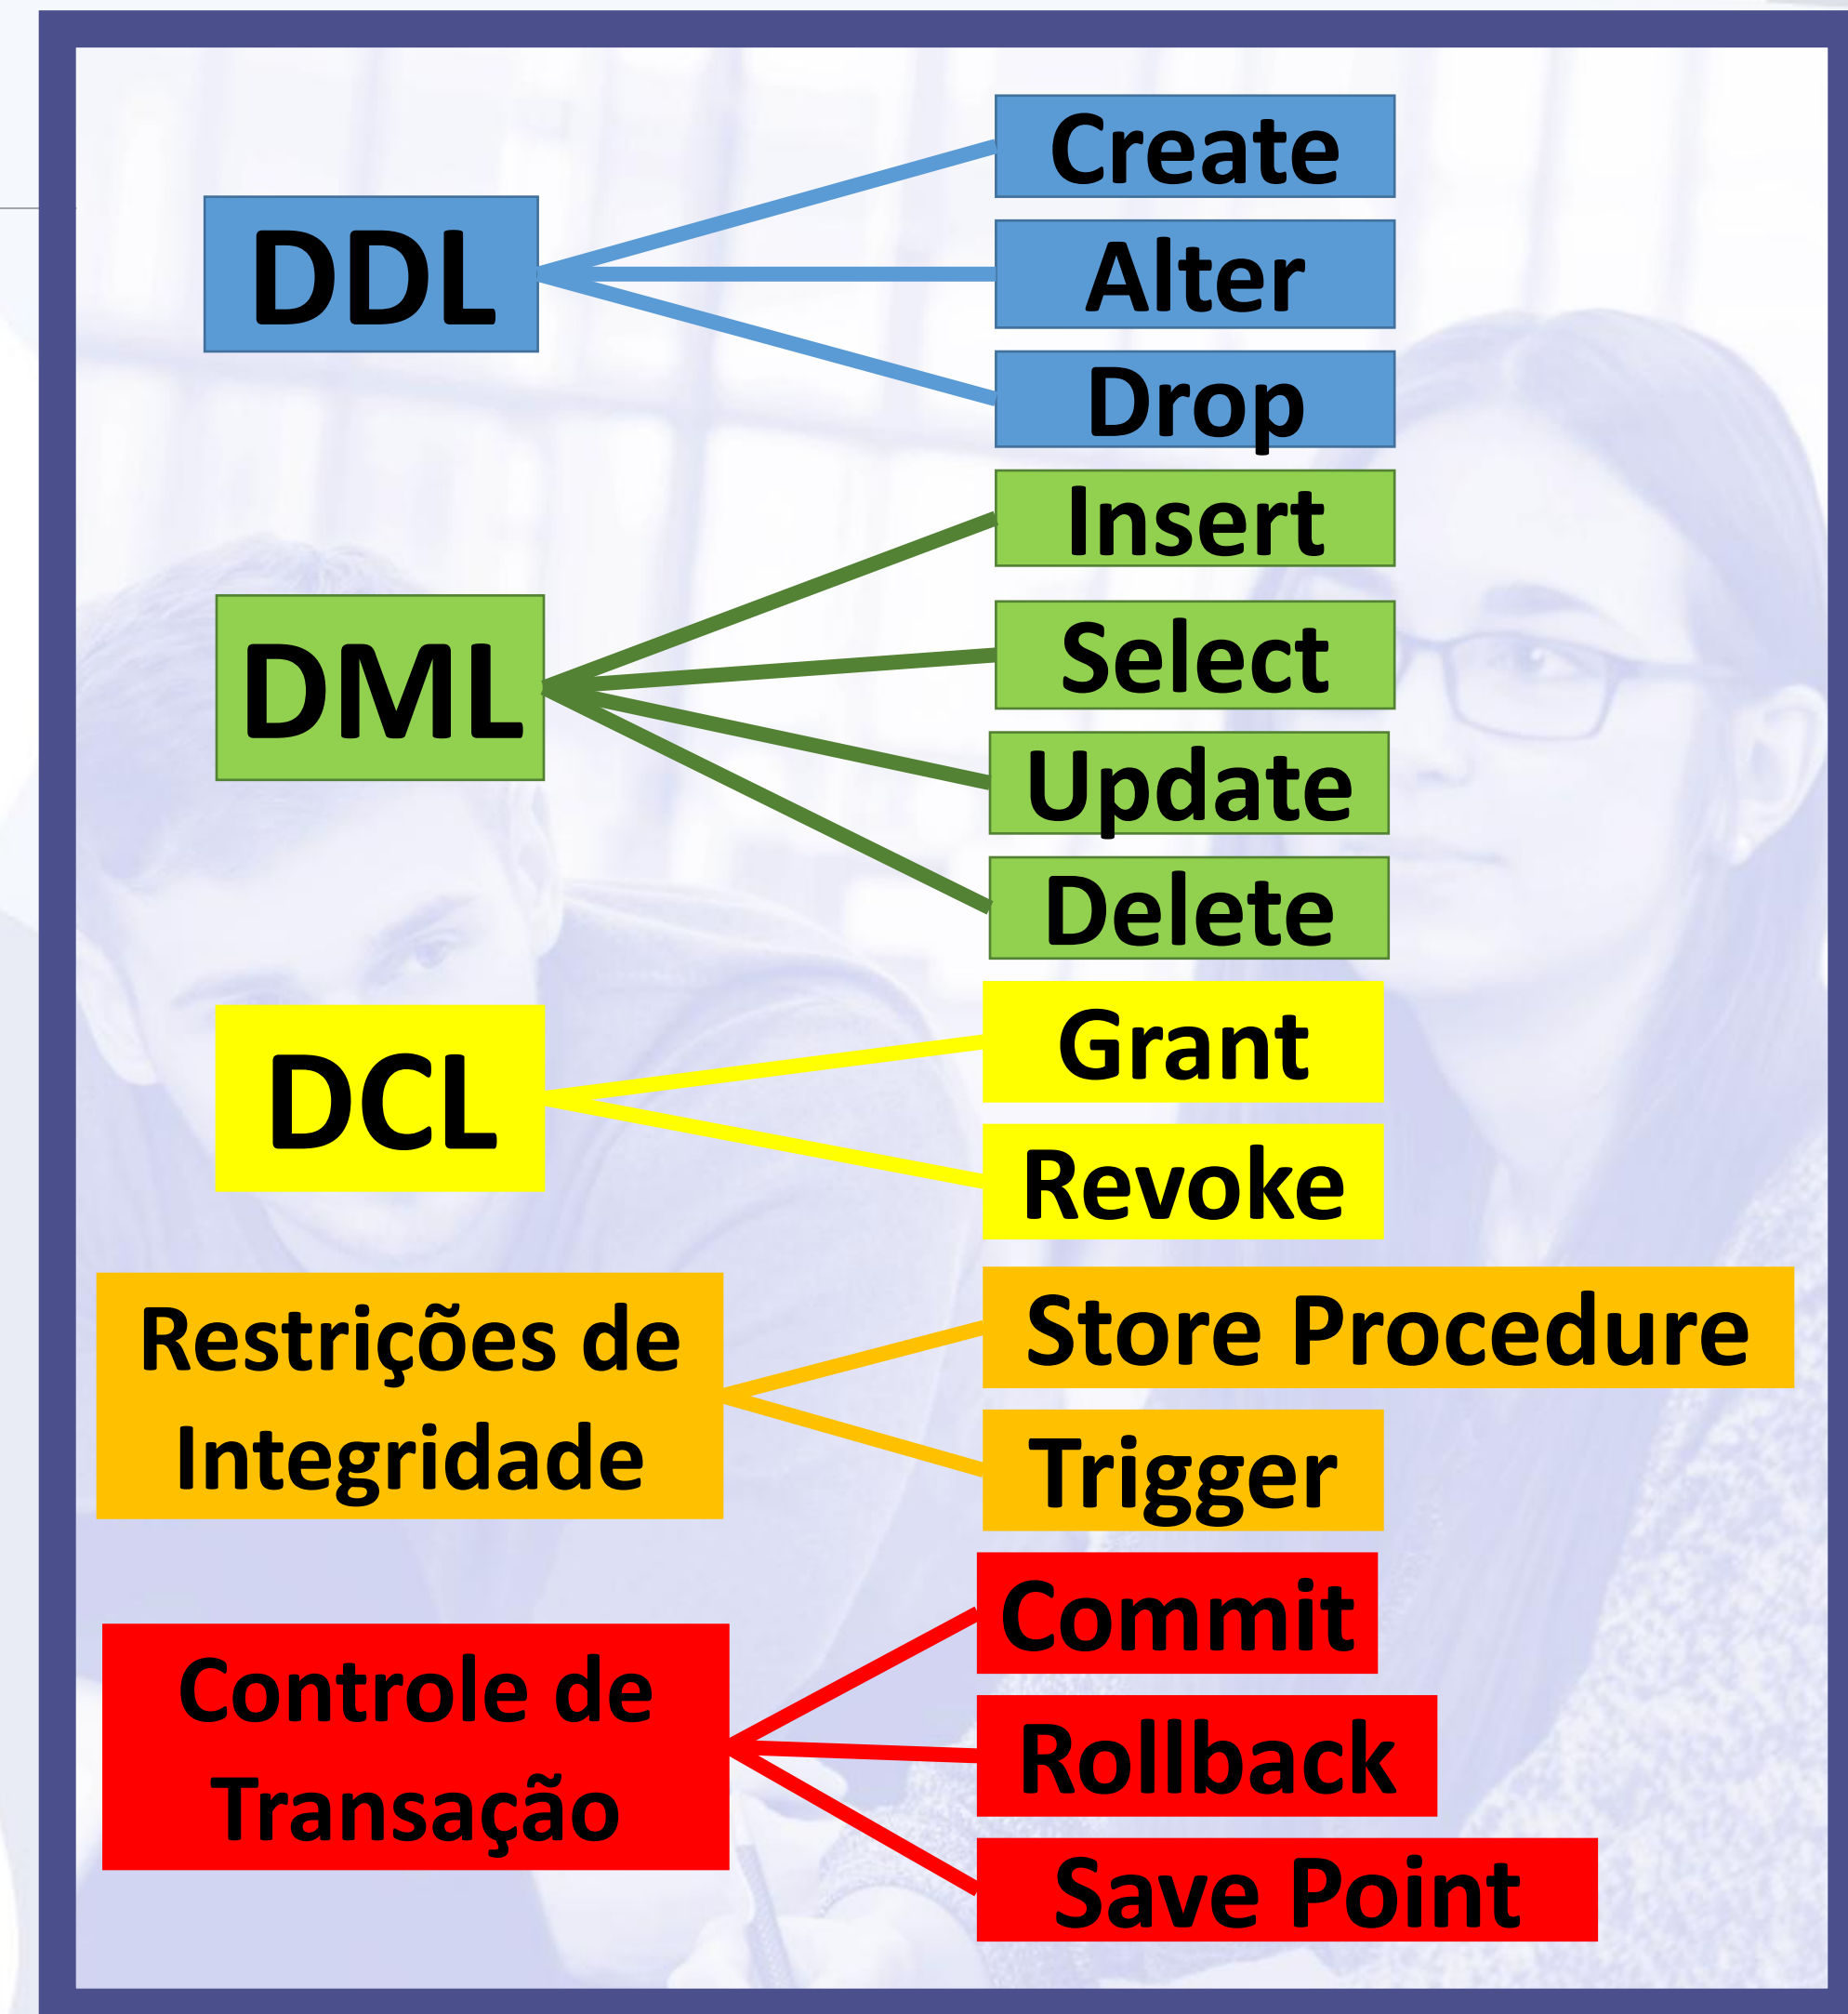 DDL
Create
Alter
Drop
DML
Insert
Select
Update
Delete
DCL
Grant
Revoke
Restrições de
Integridade
Store Procedure
Trigger
Controle de
Transação
Commit
Rollback
Save Point